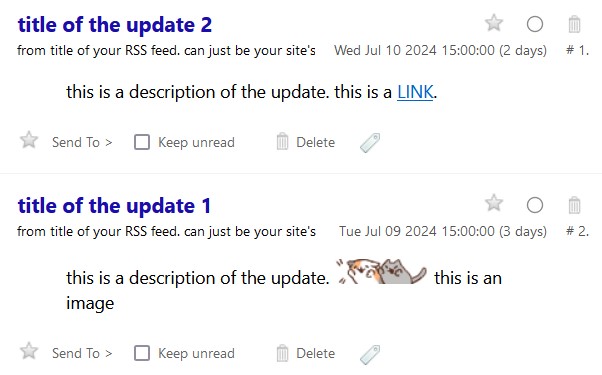 title of the update 2
from title of your RSS feed. can just be your site's Wed Jul 10 2024 15:00:00 (2 days) # 1.
this is a description of the update. this is a LINK.
Send To > Keep unread Delete
title of the update 1
from title of your RSS feed. can just be your site's Tue Jul 09 2024 15:00:00 (3 days) # 2.
this is a description of the update. this is an
image
Send To > Keep unread Delete